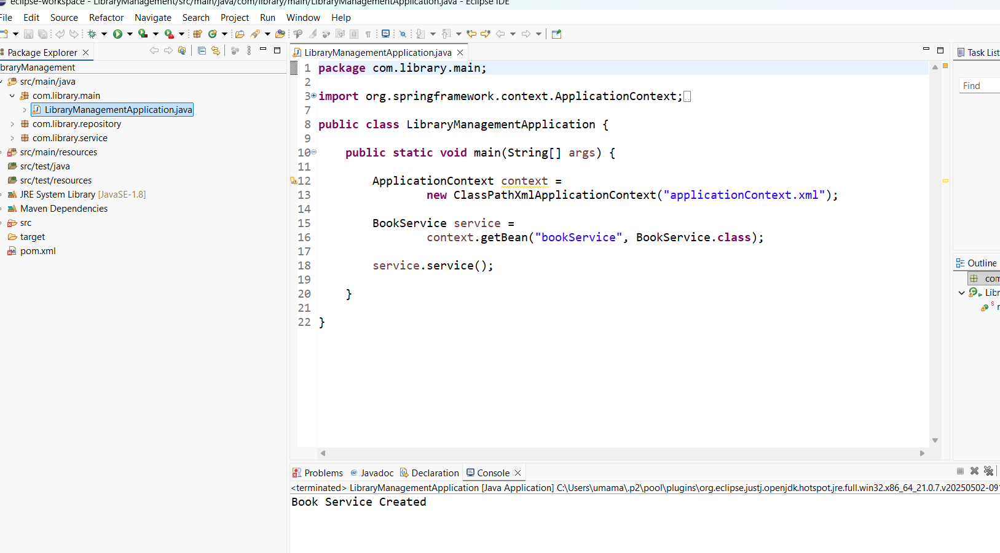 eclipse-workspace - LibraryManagement/src/main/java/com/library/main/LibraryManagementApplication.java - Eclipse IDE
File Edit Source Refactor Navigate Search Project Run Window Help
Package Explorer
braryManagement
src/main/java
com.library.main
LibraryManagementApplication.java
com.library.repository
com.library.service
src/main/resources
src/test/java
src/test/resources
JRE System Library [JavaSE-1.8]
Maven Dependencies
src
target
pom.xml
LibraryManagementApplication.java
1 package com.library.main;
2
3 import org.springframework.context.ApplicationContext;
7
8 public class LibraryManagementApplication {
9
10 public static void main(String[] args) {
11
12 ApplicationContext context =
13 new ClassPathXmlApplicationContext("applicationContext.xml");
14
15 BookService service =
16 context.getBean("bookService", BookService.class);
17
18 service.service();
19
20 }
21
22 }
Task List
Find
Outline
com
Libr
Problems @ Javadoc Declaration Console
<terminated> LibraryManagementApplication [Java Application] C:\Users\umama\.p2\pool\plugins\org.eclipse.justj.openjdk.hotspot.jre.full.win32.x86_64_21.0.7.v20250502-091
Book Service Created